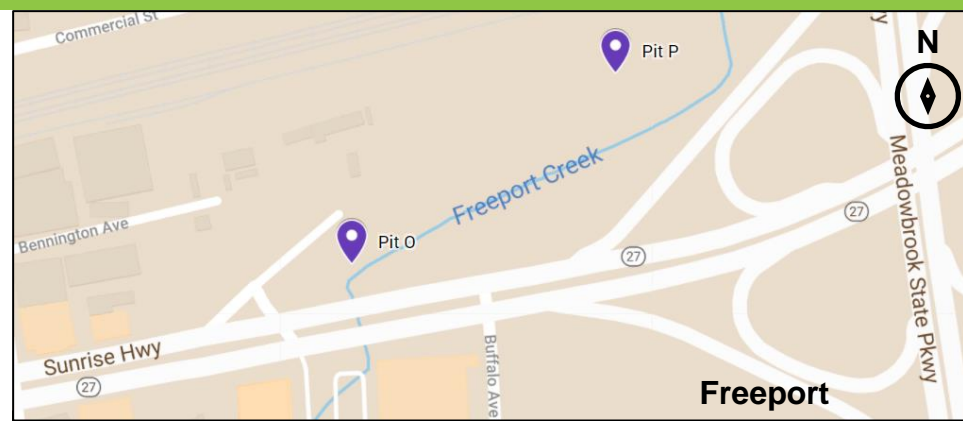 Commercial St
Pit P
N
Freeport Creek
Meadowbrook State Pkwy
27
Bennington Ave
Pit O
27
Sunrise Hwy
27
Buffalo Ave
Freeport